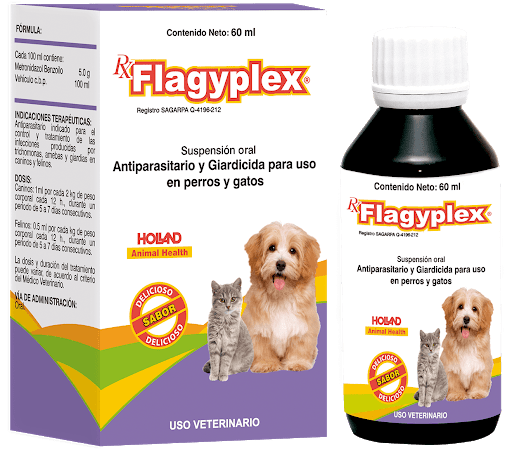 FÓRMULA:
Cada 100 ml contiene:
Metronidazol Benzoilo 5.0 g
Vehículo c.b.p. 100 ml
INDICACIONES TERAPEÚTICAS:
Antiparasitario indicado para el
control y tratamiento de las
infecciones producidas por
trichomonas, amebas y giardias en
caninos y felinos.
DOSIS:
Caninos: 1ml por cada 2 kg de peso
corporal cada 12 h., durante un
periodo de 5 a 7 días consecutivos.
Felinos: 0.5 ml por cada kg de peso
corporal cada 12 h., durante un
periodo de 5 a 7 días consecutivos.
La dosis y duración del tratamiento
puede variar, de acuerdo al criterio
del Médico Veterinario.
VÍA DE ADMINISTRACIÓN:
Oral.
Contenido Neto: 60 ml
Rx Flagyplex®
Registro SAGARPA Q-4196-212
Suspensión oral
Antiparasitario y Giardicida para uso
en perros y gatos
HOLLAND
Animal Health
DELICIOSO
SABOR
DELICIOSO
USO VETERINARIO
Contenido Neto: 60 ml
Rx Flagyplex®
Registro SAGARPA Q-4196-212
Suspensión oral
Antiparasitario y Giardicida para uso
en perros y gatos
HOLLAND
Animal Health
DELICIOSO
SABOR
DELICIOSO
USO VETERINARIO